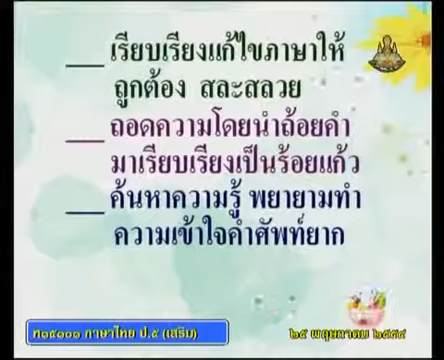 ___ เรียบเรียงแก้ไขภาษาให้
ถูกต้อง สละสลวย
___ ถอดความโดยนำถ้อยคำ
มาเรียบเรียงเป็นร้อยแก้ว
___ ค้นหาความรู้ พยายามทำ
ความเข้าใจคำศัพท์ยาก
ท๑๕๑๐๑ ภาษาไทย ป.๕ (เสริม)
๒๕ พฤษภาคม ๒๕๕๔